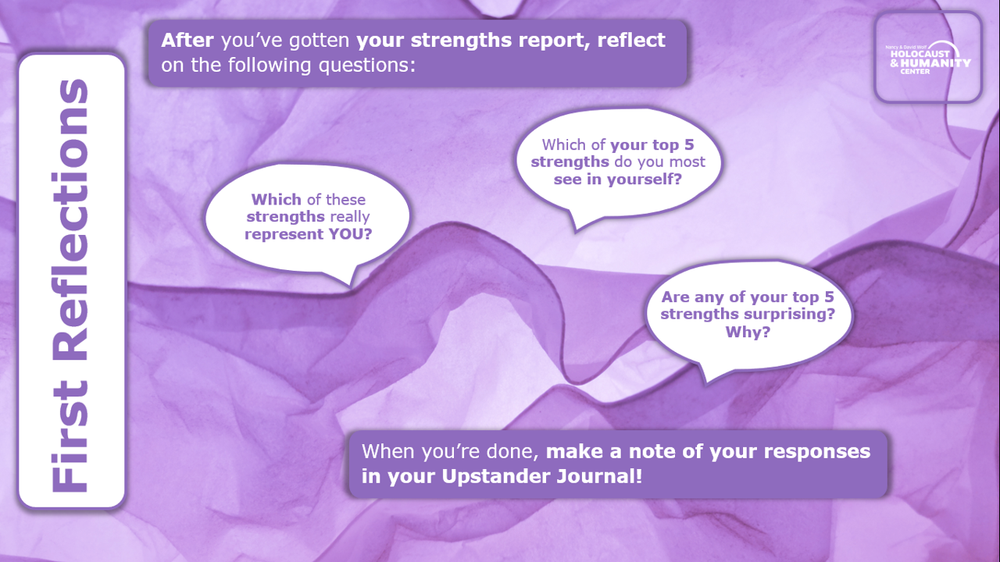 After you’ve gotten your strengths report, reflect
on the following questions:
Nancy & David Wolf
HOLOCAUST
& HUMANITY
CENTER
First Reflections
Which of your top 5
strengths do you most
see in yourself?
Which of these
strengths really
represent YOU?
Are any of your top 5
strengths surprising?
Why?
When you’re done, make a note of your responses
in your Upstander Journal!